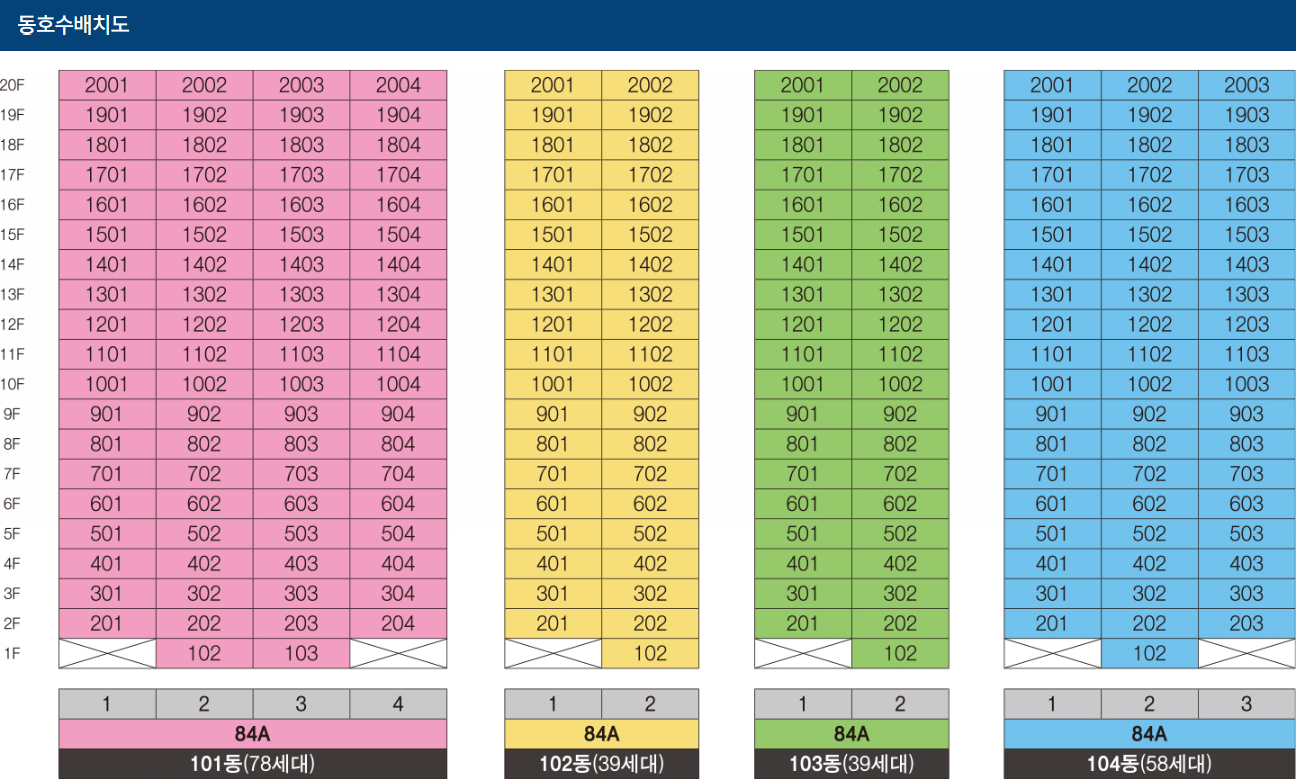 동호수배치도
20F 2001 2002 2003 2004 2001 2002 2001 2002 2001 2002 2003
19F 1901 1902 1903 1904 1901 1902 1901 1902 1901 1902 1903
18F 1801 1802 1803 1804 1801 1802 1801 1802 1801 1802 1803
17F 1701 1702 1703 1704 1701 1702 1701 1702 1701 1702 1703
16F 1601 1602 1603 1604 1601 1602 1601 1602 1601 1602 1603
15F 1501 1502 1503 1504 1501 1502 1501 1502 1501 1502 1503
14F 1401 1402 1403 1404 1401 1402 1401 1402 1401 1402 1403
13F 1301 1302 1303 1304 1301 1302 1301 1302 1301 1302 1303
12F 1201 1202 1203 1204 1201 1202 1201 1202 1201 1202 1203
11F 1101 1102 1103 1104 1101 1102 1101 1102 1101 1102 1103
10F 1001 1002 1003 1004 1001 1002 1001 1002 1001 1002 1003
9F 901 902 903 904 901 902 901 902 901 902 903
8F 801 802 803 804 801 802 801 802 801 802 803
7F 701 702 703 704 701 702 701 702 701 702 703
6F 601 602 603 604 601 602 601 602 601 602 603
5F 501 502 503 504 501 502 501 502 501 502 503
4F 401 402 403 404 401 402 401 402 401 402 403
3F 301 302 303 304 301 302 301 302 301 302 303
2F 201 202 203 204 201 202 201 202 201 202 203
1F 102 103 102 102 102
1 2 3 4 1 2 1 2 1 2 3
84A 84A 84A 84A
101동(78세대) 102동(39세대) 103동(39세대) 104동(58세대)